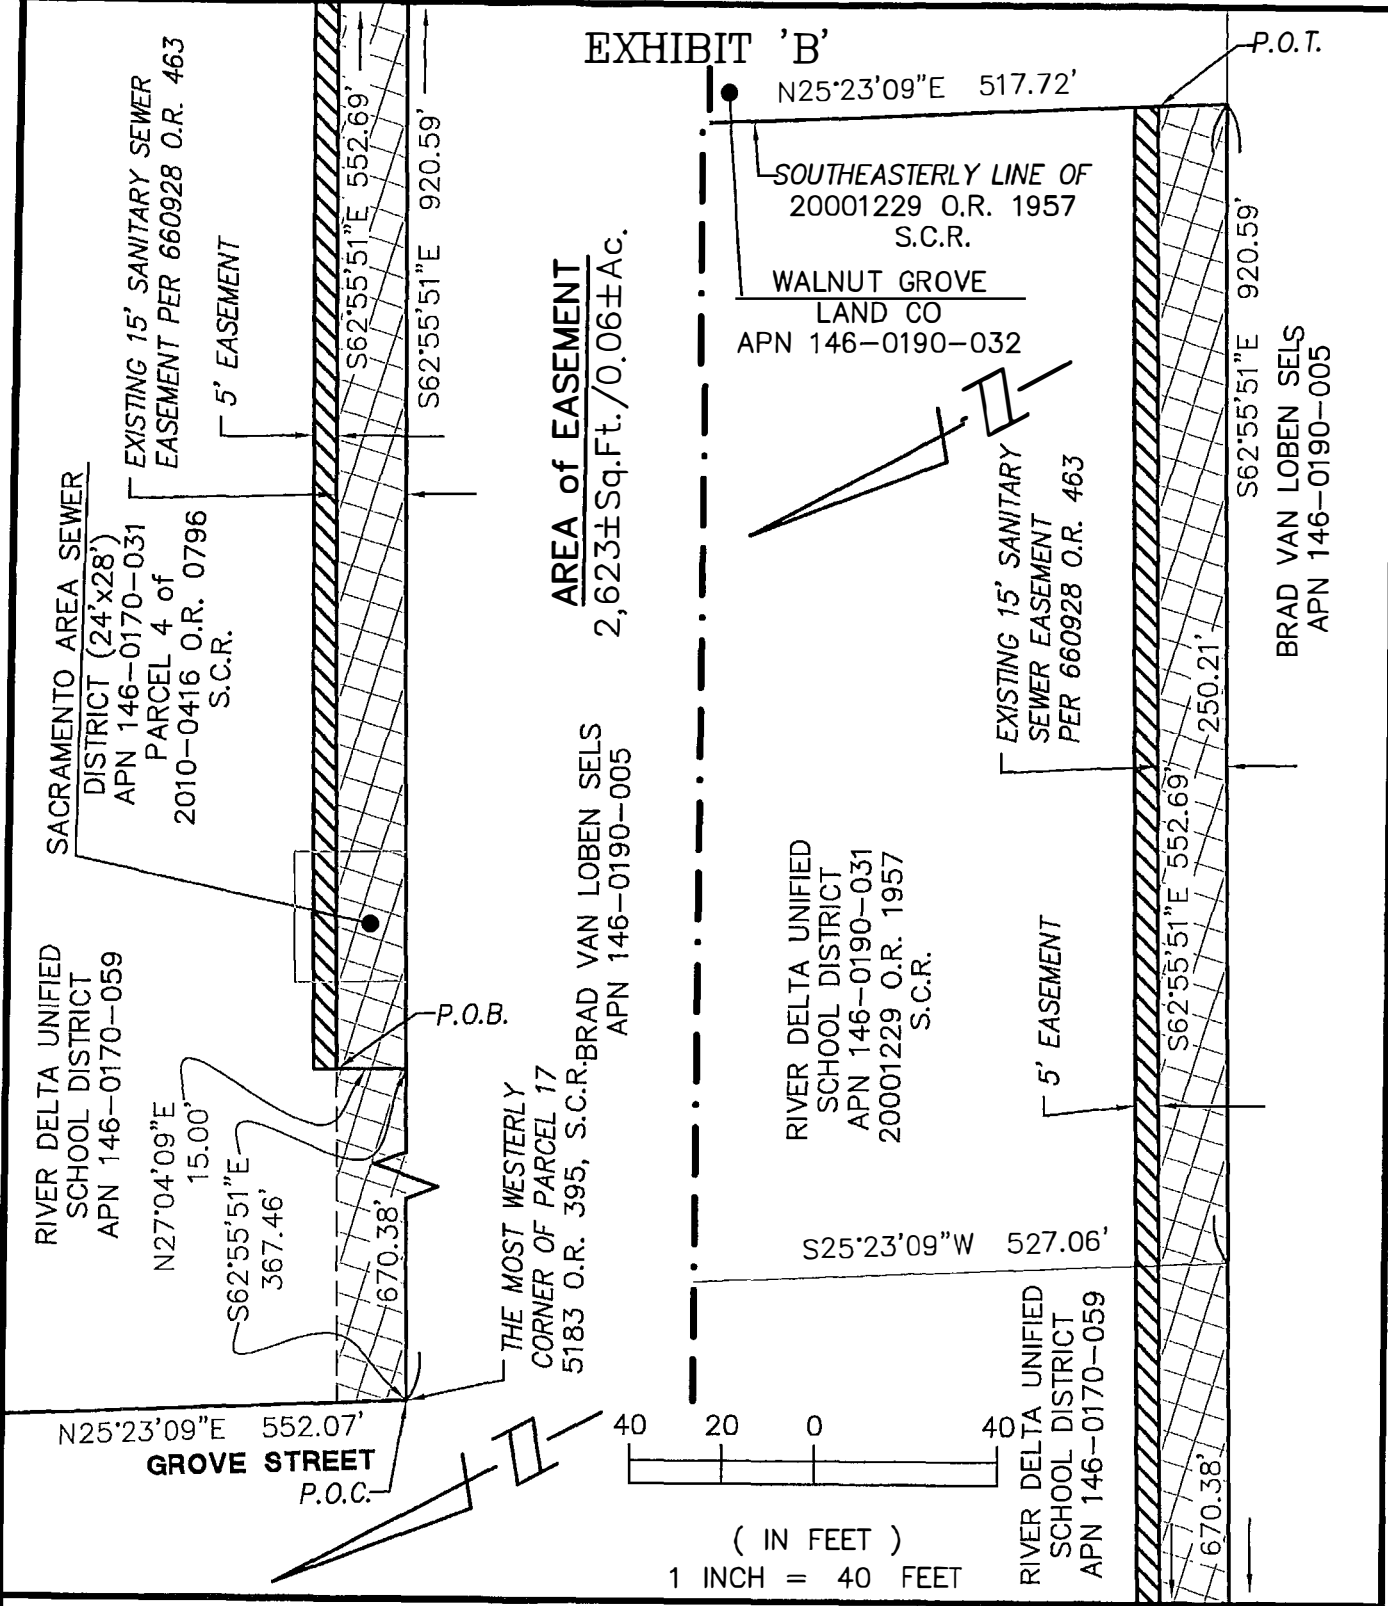 EXHIBIT 'B'
EXISTING 15' SANITARY SEWER
EASEMENT PER 660928 O.R. 463
5' EASEMENT
S62°55'51"E 552.69'
S62°55'51"E 920.59'
SACRAMENTO AREA SEWER
DISTRICT (24'x28')
APN 146-0170-031
PARCEL 4 of
2010-0416 O.R. 0796
S.C.R.
RIVER DELTA UNIFIED
SCHOOL DISTRICT
APN 146-0170-059
P.O.B.
N27°04'09"E
15.00'
S62°55'51"E
367.46'
670.38'
THE MOST WESTERLY
CORNER OF PARCEL 17
5183 O.R. 395, S.C.R.
BRAD VAN LOBEN SELS
APN 146-0190-005
N25°23'09"E 552.07'
GROVE STREET
P.O.C.
AREA of EASEMENT
2,623±Sq.Ft./0.06±Ac.
P.O.T.
N25°23'09"E 517.72'
SOUTHEASTERLY LINE OF
20001229 O.R. 1957
S.C.R.
WALNUT GROVE
LAND CO
APN 146-0190-032
EXISTING 15' SANITARY
SEWER EASEMENT
PER 660928 O.R. 463
S62°55'51"E 920.59'
BRAD VAN LOBEN SELS
APN 146-0190-005
250.21'
S62°55'51"E 552.69'
RIVER DELTA UNIFIED
SCHOOL DISTRICT
APN 146-0190-031
20001229 O.R. 1957
S.C.R.
5' EASEMENT
S25°23'09"W 527.06'
RIVER DELTA UNIFIED
SCHOOL DISTRICT
APN 146-0170-059
670.38'
40 20 0 40
( IN FEET )
1 INCH = 40 FEET